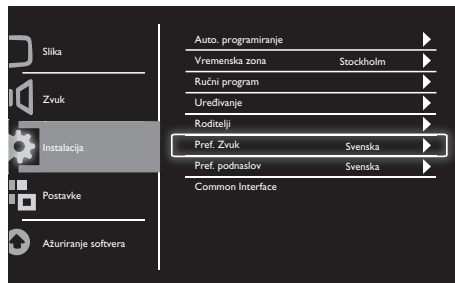 Slika
Zvuk
Instalacija
Postavke
Ažuriranje softvera
Auto. programiranje
Vremenska zona Stockholm
Ručni program
Uređivanje
Roditelji
Pref. Zvuk Svenska
Pref. podnaslov Svenska
Common Interface